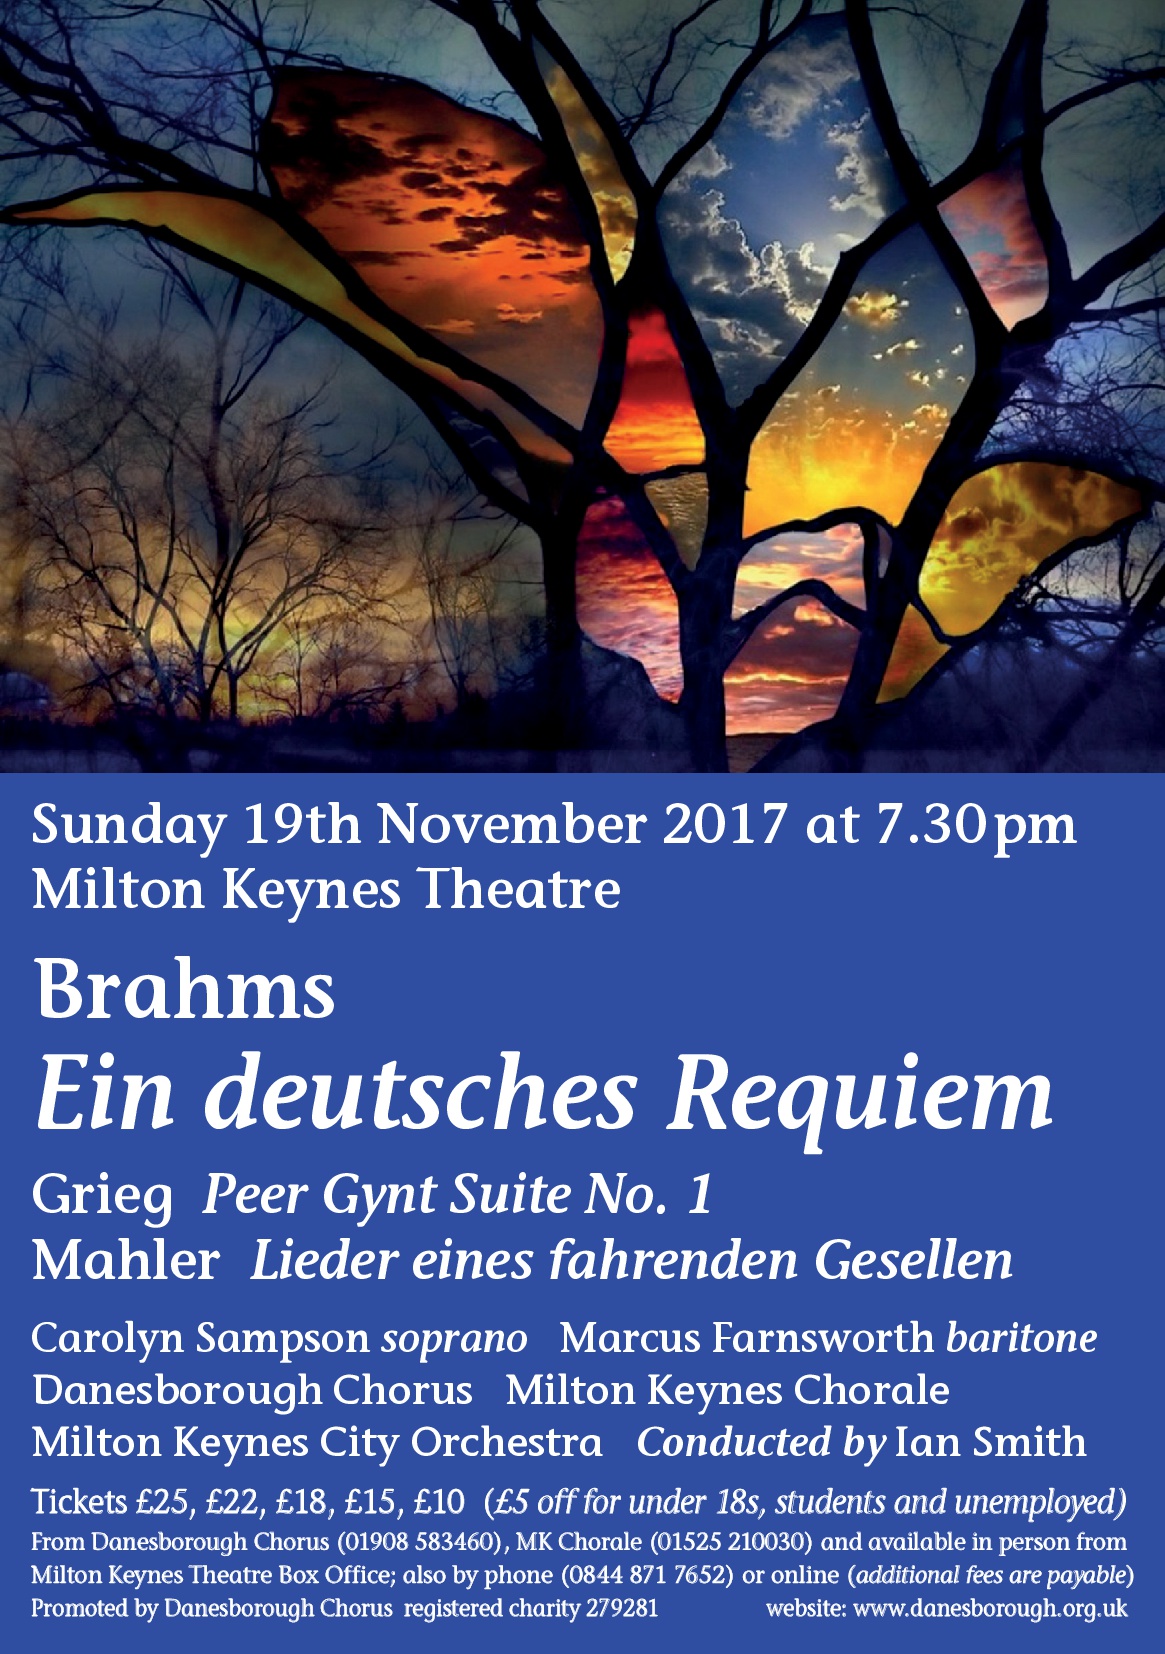 Sunday 19th November 2017 at 7.30pm
Milton Keynes Theatre
Brahms
Ein deutsches Requiem
Grieg Peer Gynt Suite No. 1
Mahler Lieder eines fahrenden Gesellen
Carolyn Sampson soprano Marcus Farnsworth baritone
Danesborough Chorus Milton Keynes Chorale
Milton Keynes City Orchestra Conducted by Ian Smith
Tickets £25, £22, £18, £15, £10 (£5 off for under 18s, students and unemployed)
From Danesborough Chorus (01908 583460), MK Chorale (01525 210030) and available in person from
Milton Keynes Theatre Box Office; also by phone (0844 871 7652) or online (additional fees are payable)
Promoted by Danesborough Chorus registered charity 279281 website: www.danesborough.org.uk